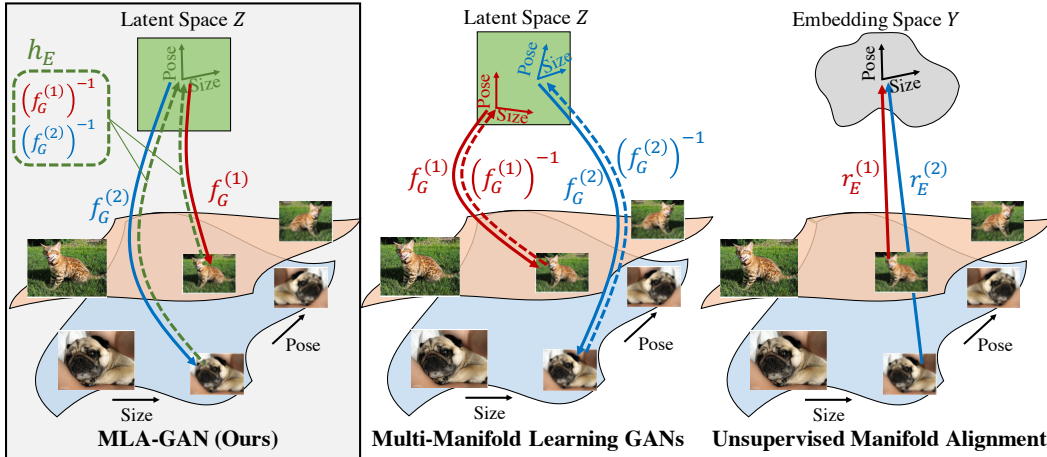 Latent Space Z
h_E
(f_G^{(1)})^{-1}
(f_G^{(2)})^{-1}
Pose
Size
f_G^{(2)}
f_G^{(1)}
Pose
Size
MLA-GAN (Ours)
Latent Space Z
Pose
Size
Pose
Size
f_G^{(1)}
(f_G^{(1)})^{-1}
f_G^{(2)}
(f_G^{(2)})^{-1}
Pose
Size
Multi-Manifold Learning GANs
Embedding Space Y
Pose
Size
r_E^{(1)}
r_E^{(2)}
Pose
Size
Unsupervised Manifold Alignment